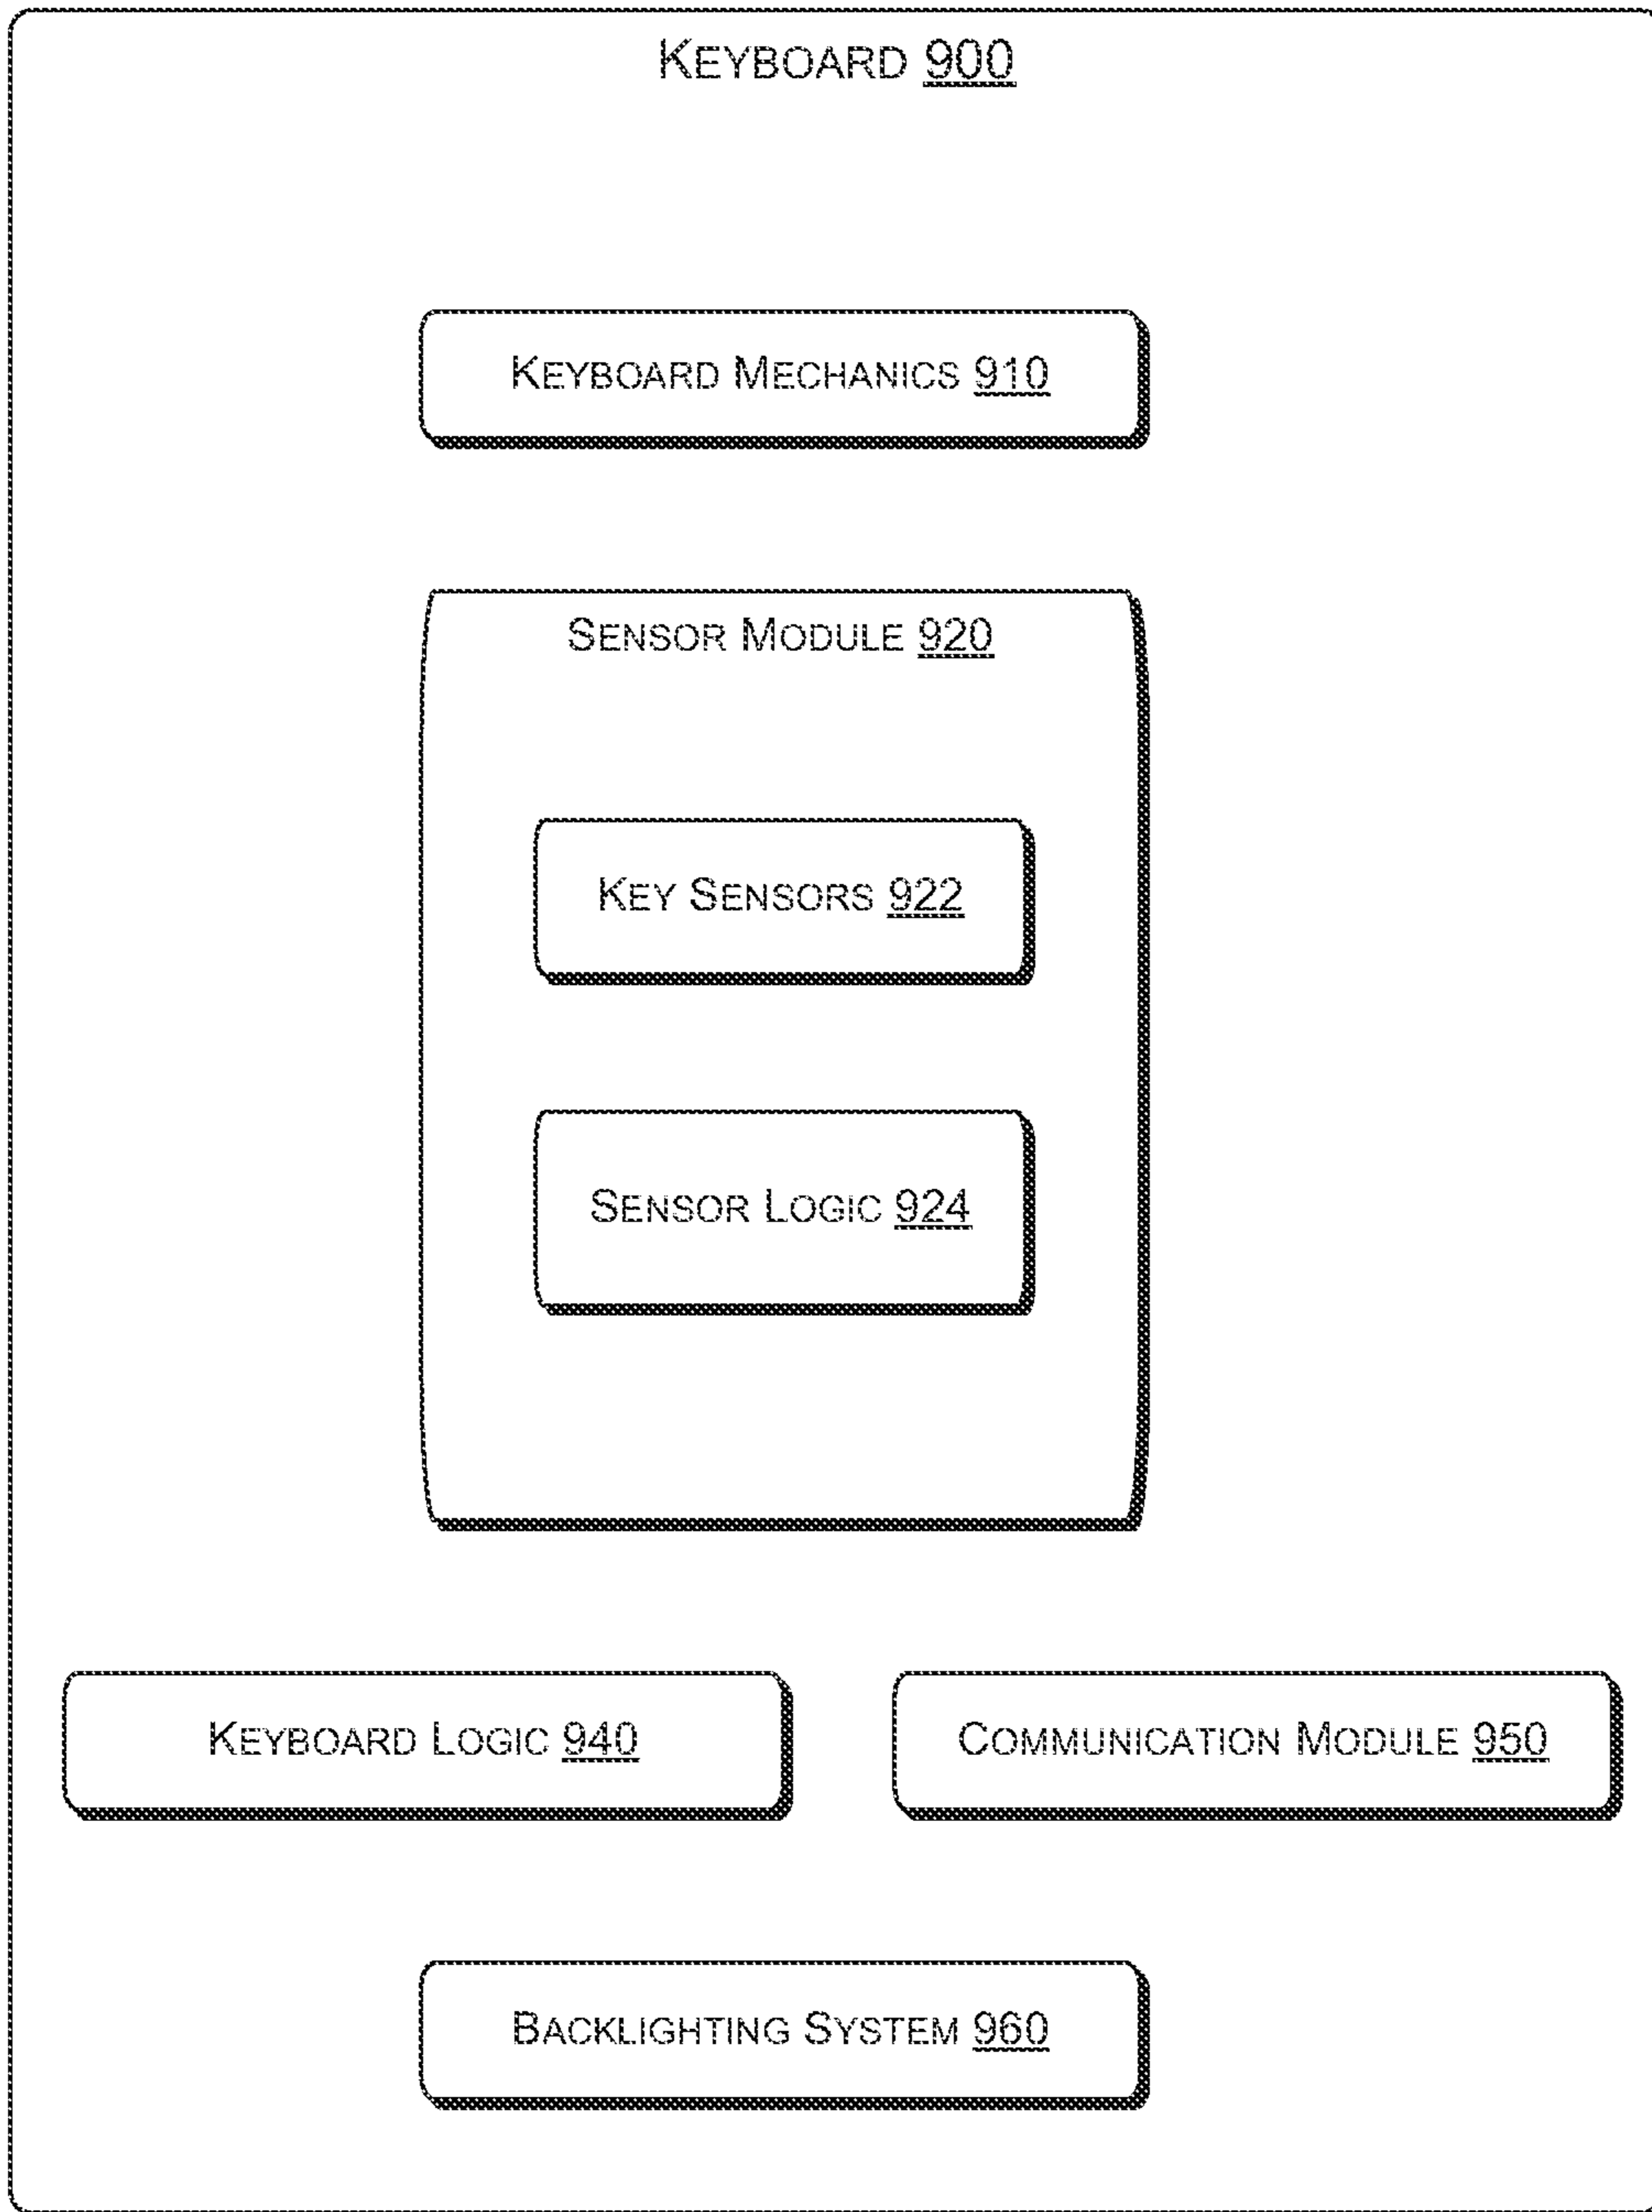 KEYBOARD 900
KEYBOARD MECHANICS 910
SENSOR MODULE 920
KEY SENSORS 922
SENSOR LOGIC 924
KEYBOARD LOGIC 940
COMMUNICATION MODULE 950
BACKLIGHTING SYSTEM 960